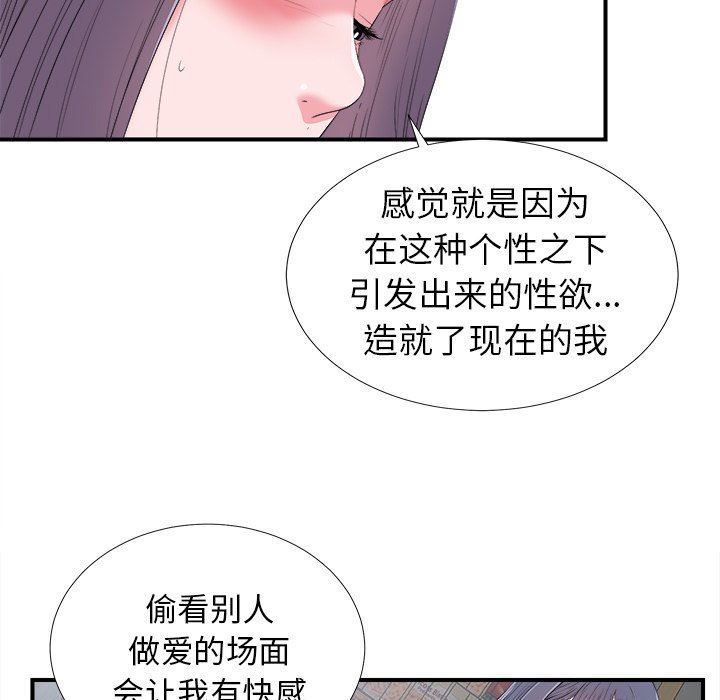 感觉就是因为
在这种个性之下
引发出来的性欲...
造就了现在的我
偷看别人
做爱的场面
会让我有快感